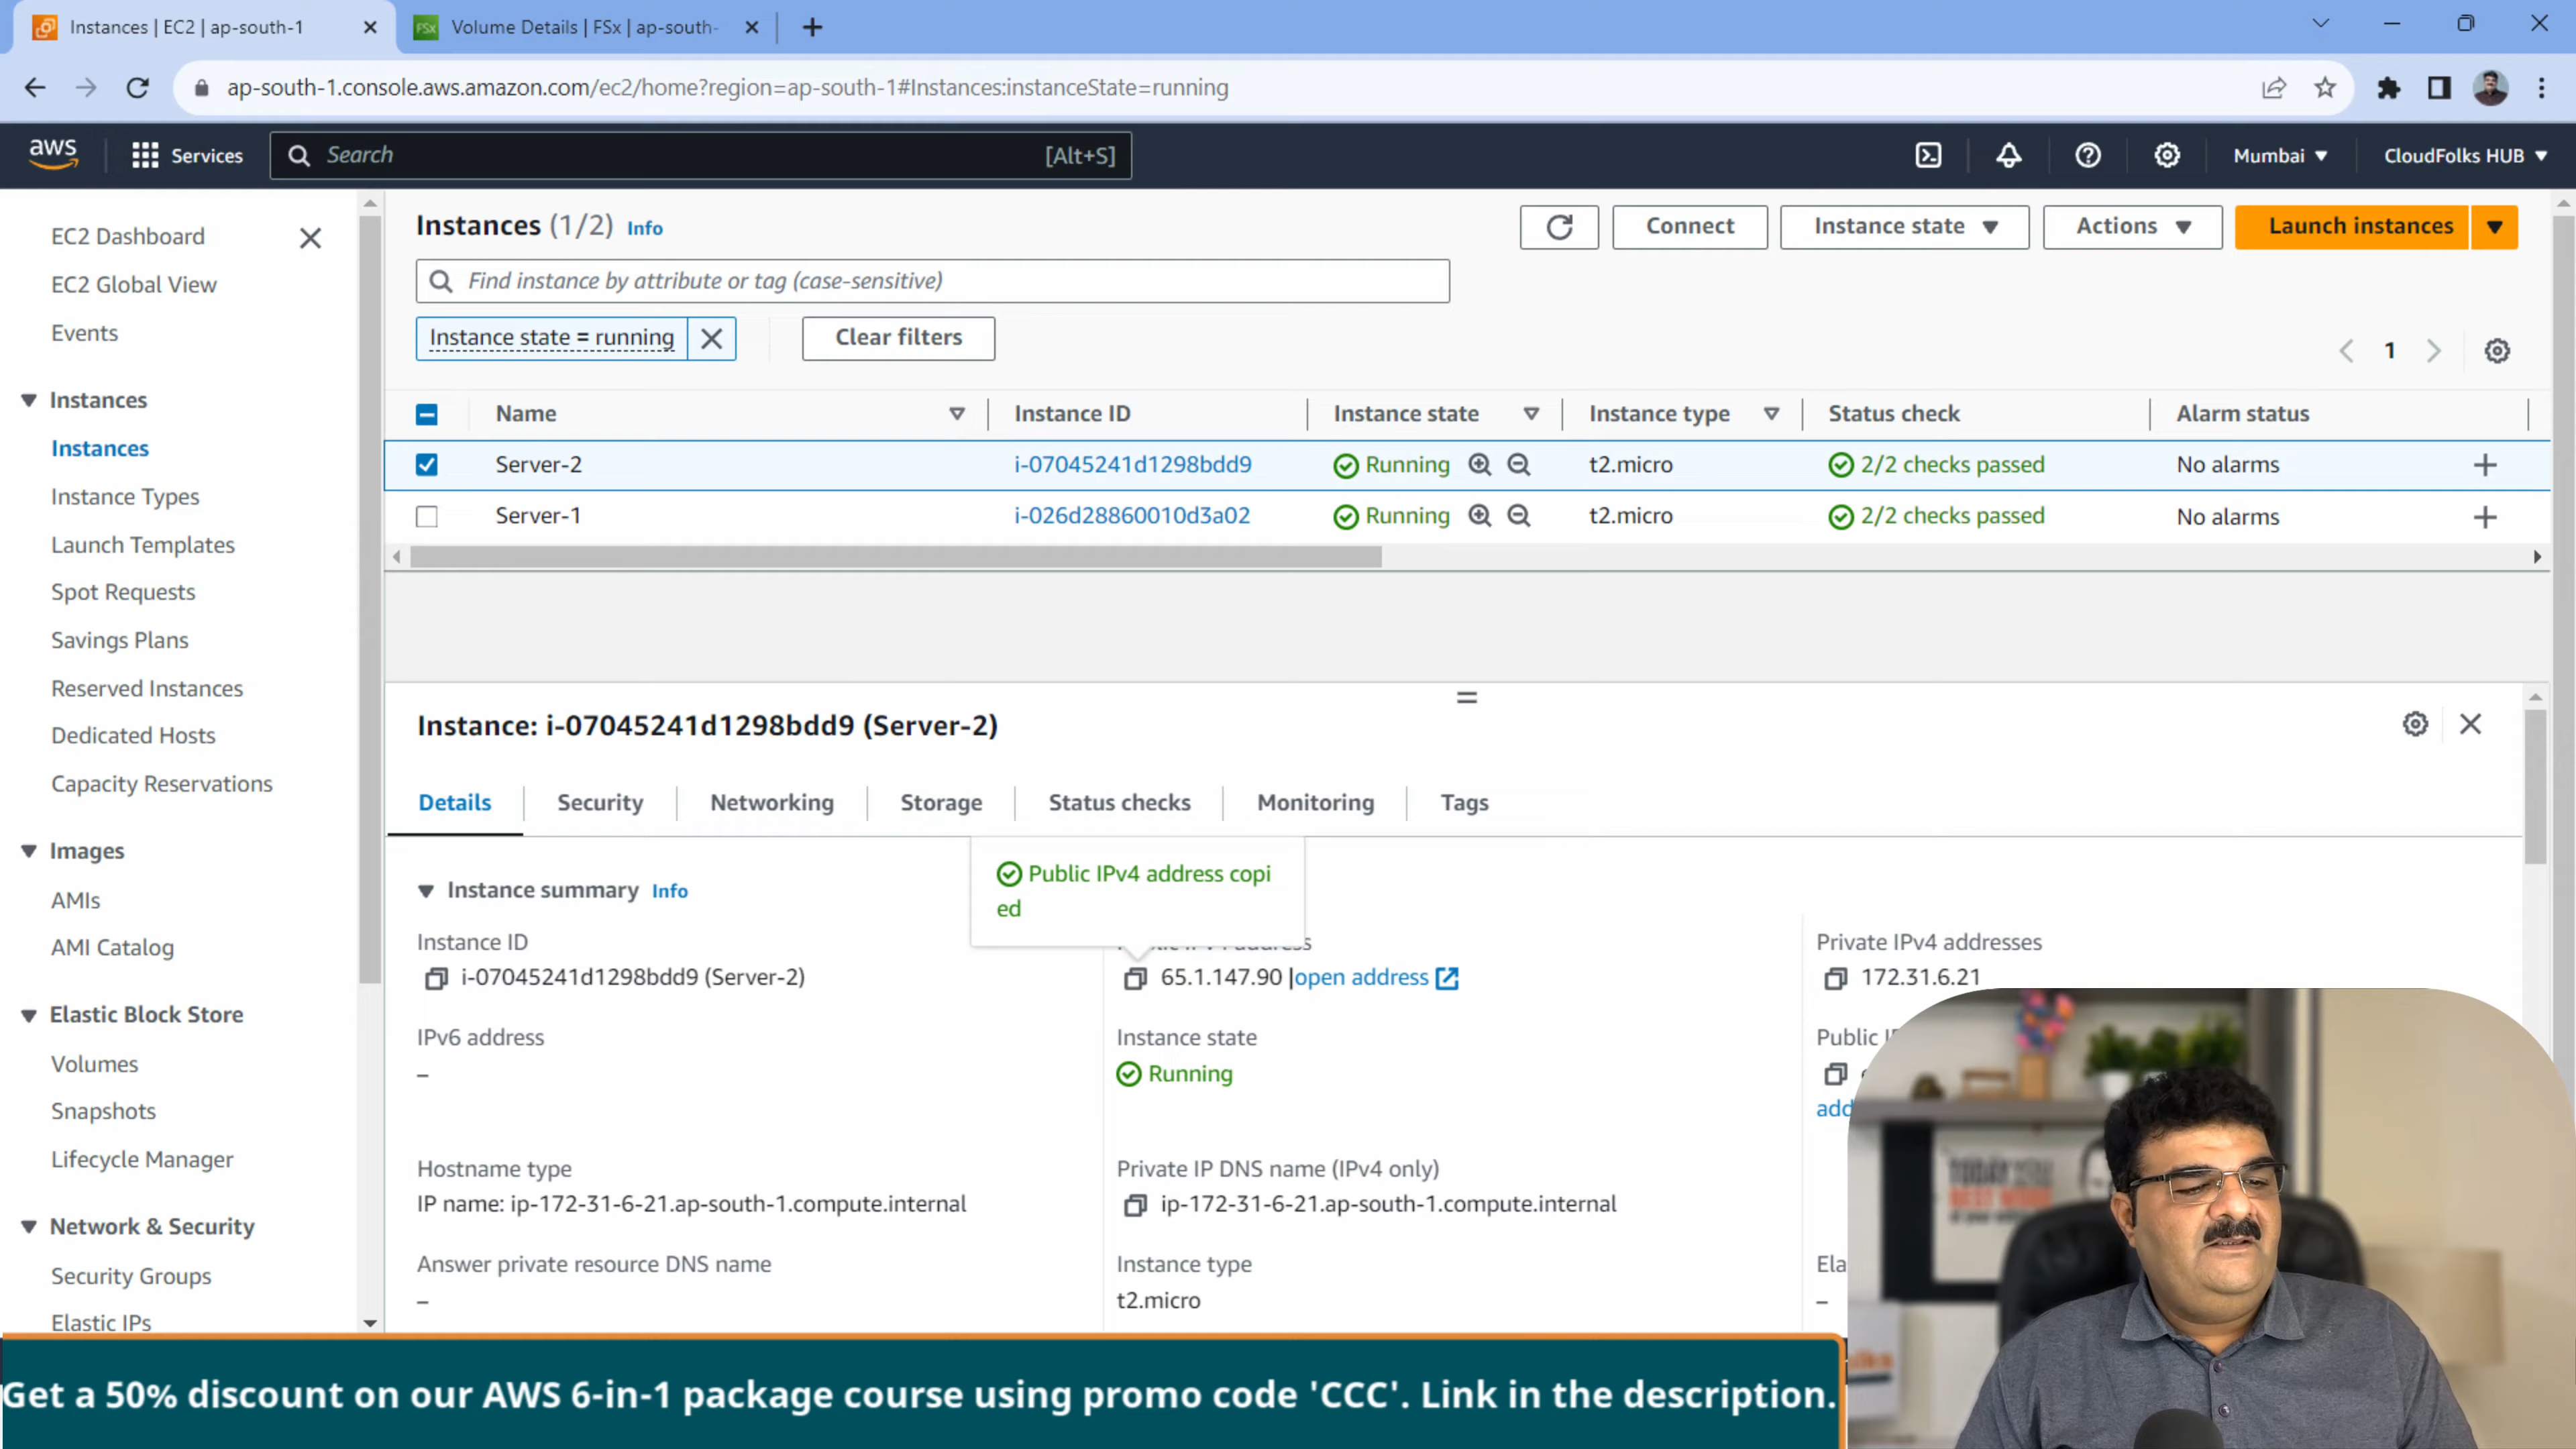 Instances | EC2 | ap-south-1
FSx Volume Details | FSx | ap-south-
ap-south-1.console.aws.amazon.com/ec2/home?region=ap-south-1#Instances:instanceState=running
aws
Services
Search
[Alt+S]
Mumbai
CloudFolks HUB
EC2 Dashboard
EC2 Global View
Events
Instances
Instances
Instance Types
Launch Templates
Spot Requests
Savings Plans
Reserved Instances
Dedicated Hosts
Capacity Reservations
Images
AMIs
AMI Catalog
Elastic Block Store
Volumes
Snapshots
Lifecycle Manager
Network & Security
Security Groups
Elastic IPs
Instances (1/2) Info
Connect
Instance state
Actions
Launch instances
Find instance by attribute or tag (case-sensitive)
Instance state = running
Clear filters
1
Name Instance ID Instance state Instance type Status check Alarm status
Server-2 i-07045241d1298bdd9 Running t2.micro 2/2 checks passed No alarms
Server-1 i-026d28860010d3a02 Running t2.micro 2/2 checks passed No alarms
Instance: i-07045241d1298bdd9 (Server-2)
Details Security Networking Storage Status checks Monitoring Tags
Public IPv4 address copi
ed
Instance summary Info
Instance ID
i-07045241d1298bdd9 (Server-2)
65.1.147.90 |open address
Private IPv4 addresses
172.31.6.21
IPv6 address
–
Instance state
Running
Public I
add
Hostname type
IP name: ip-172-31-6-21.ap-south-1.compute.internal
Private IP DNS name (IPv4 only)
ip-172-31-6-21.ap-south-1.compute.internal
Answer private resource DNS name
–
Instance type
t2.micro
Ela
–
Get a 50% discount on our AWS 6-in-1 package course using promo code 'CCC'. Link in the description.